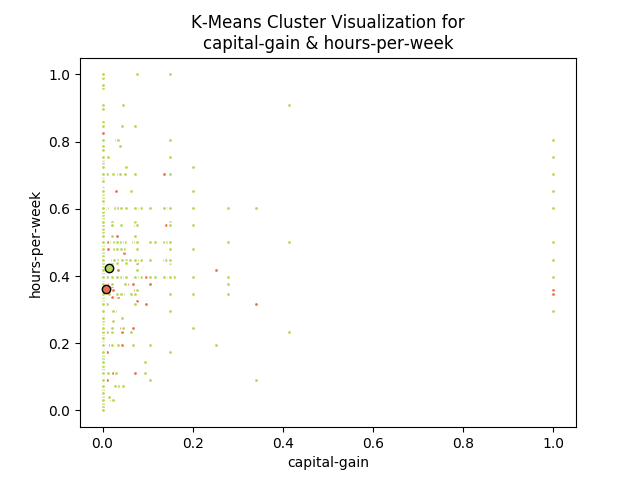 K-Means Cluster Visualization for
capital-gain & hours-per-week
1.0
0.8
0.6
0.4
0.2
0.0
hours-per-week
0.0 0.2 0.4 0.6 0.8 1.0
capital-gain